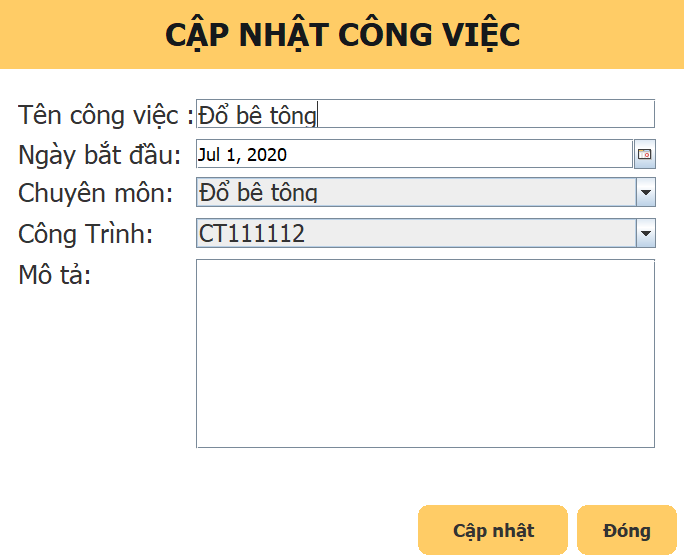 CẬP NHẬT CÔNG VIỆC
Tên công việc : Đổ bê tông
Ngày bắt đầu: Jul 1, 2020
Chuyên môn: Đổ bê tông
Công Trình: CT111112
Mô tả:
Cập nhật Đóng